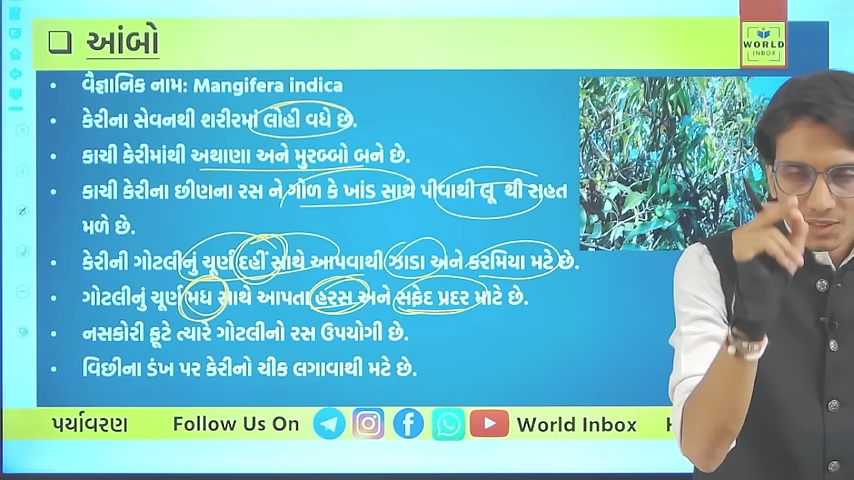 ❑ આંબો
WORLD
INBOX
• વૈજ્ઞાનિક નામ: Mangifera indica
• કેરીના સેવનથી શરીરમાં લોહી વધે છે.
• કાચી કેરીમાંથી અથાણા અને મુરબ્બો બને છે.
• કાચી કેરીના છીણના રસ ને ગોળ કે ખાંડ સાથે પીવાથી લૂ થી રાહત
મળે છે.
• કેરીની ગોટલીનું ચૂર્ણ દહીં સાથે આપવાથી ઝાડા અને કરમિયા મટે છે.
• ગોટલીનું ચૂર્ણ મધ સાથે આપતા હરસ અને સફેદ પ્રદર મટે છે.
• નસકોરી ફૂટે ત્યારે ગોટલીનો રસ ઉપયોગી છે.
• વિછીના ડંખ પર કેરીનો ચીક લગાવાથી મટે છે.
પર્યાવરણ Follow Us On World Inbox